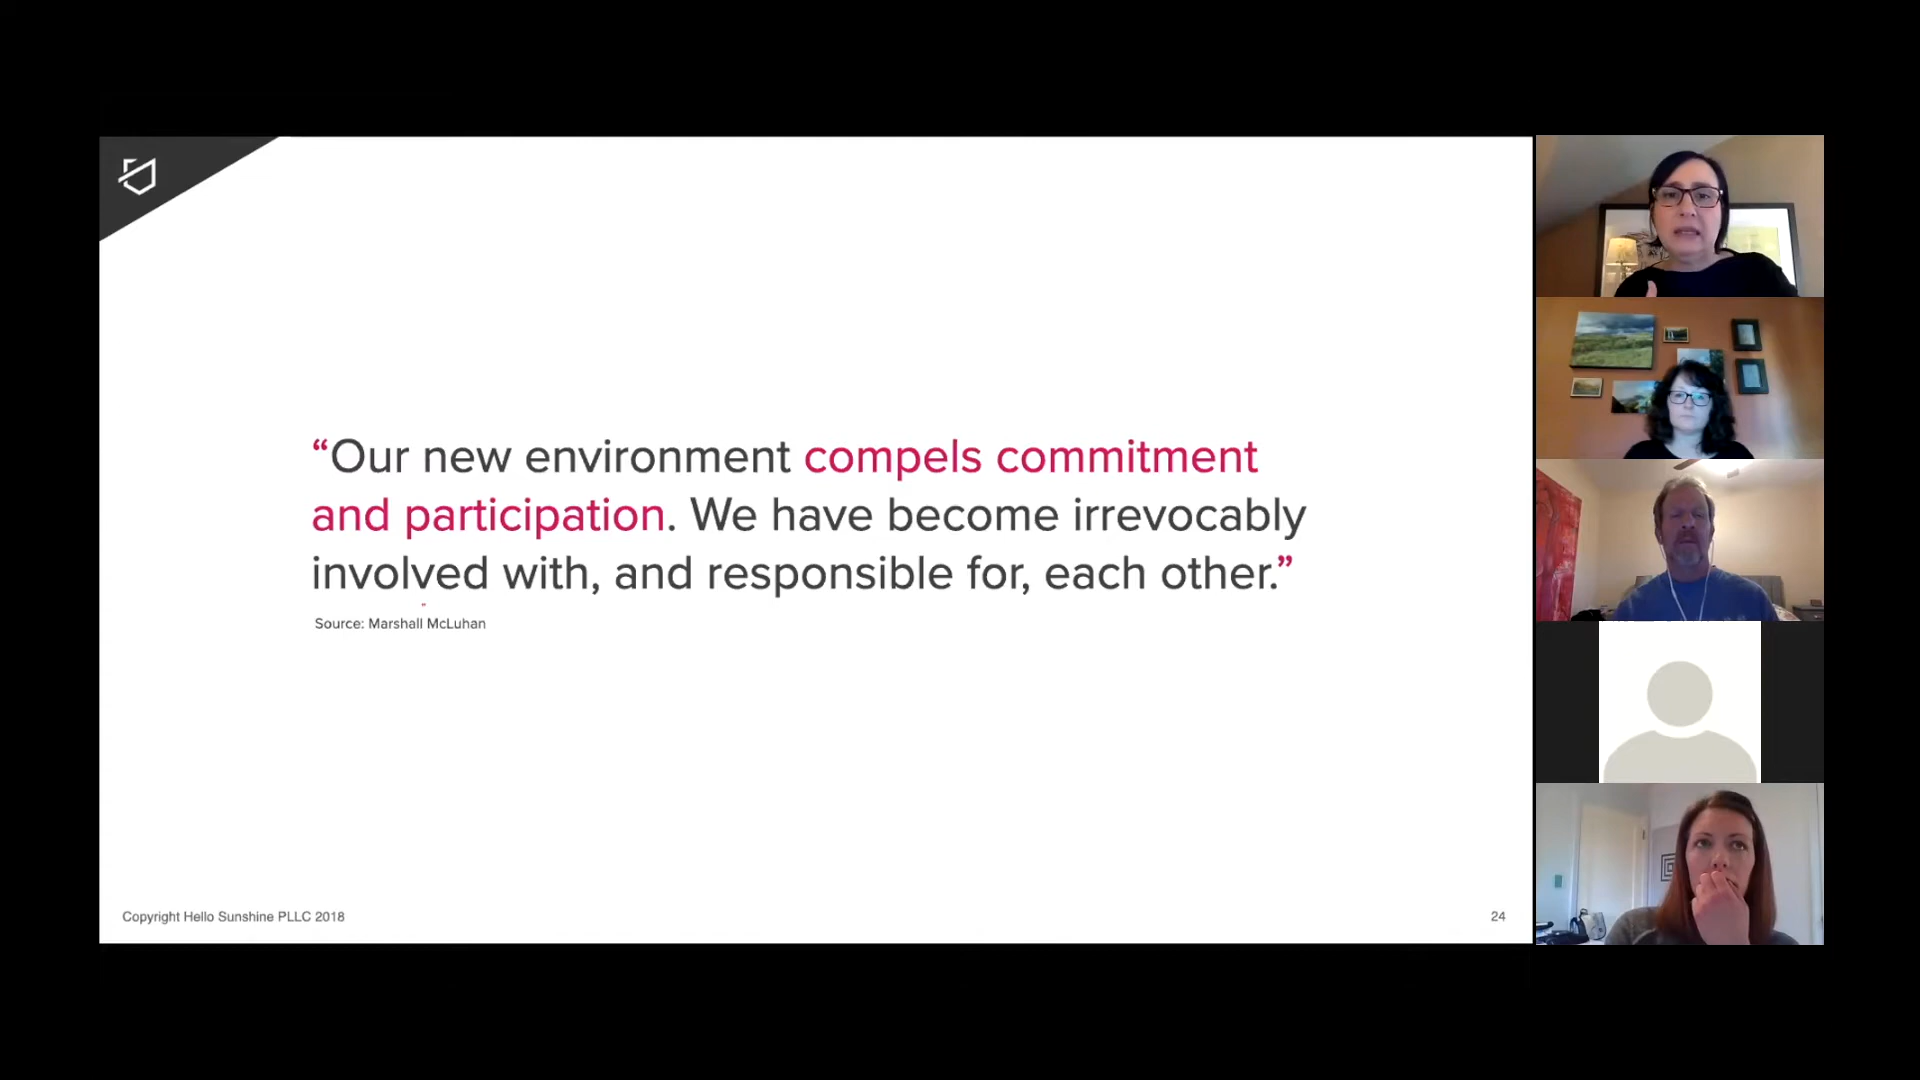 “Our new environment compels commitment
and participation. We have become irrevocably
involved with, and responsible for, each other.”
Source: Marshall McLuhan
Copyright Hello Sunshine PLLC 2018
24